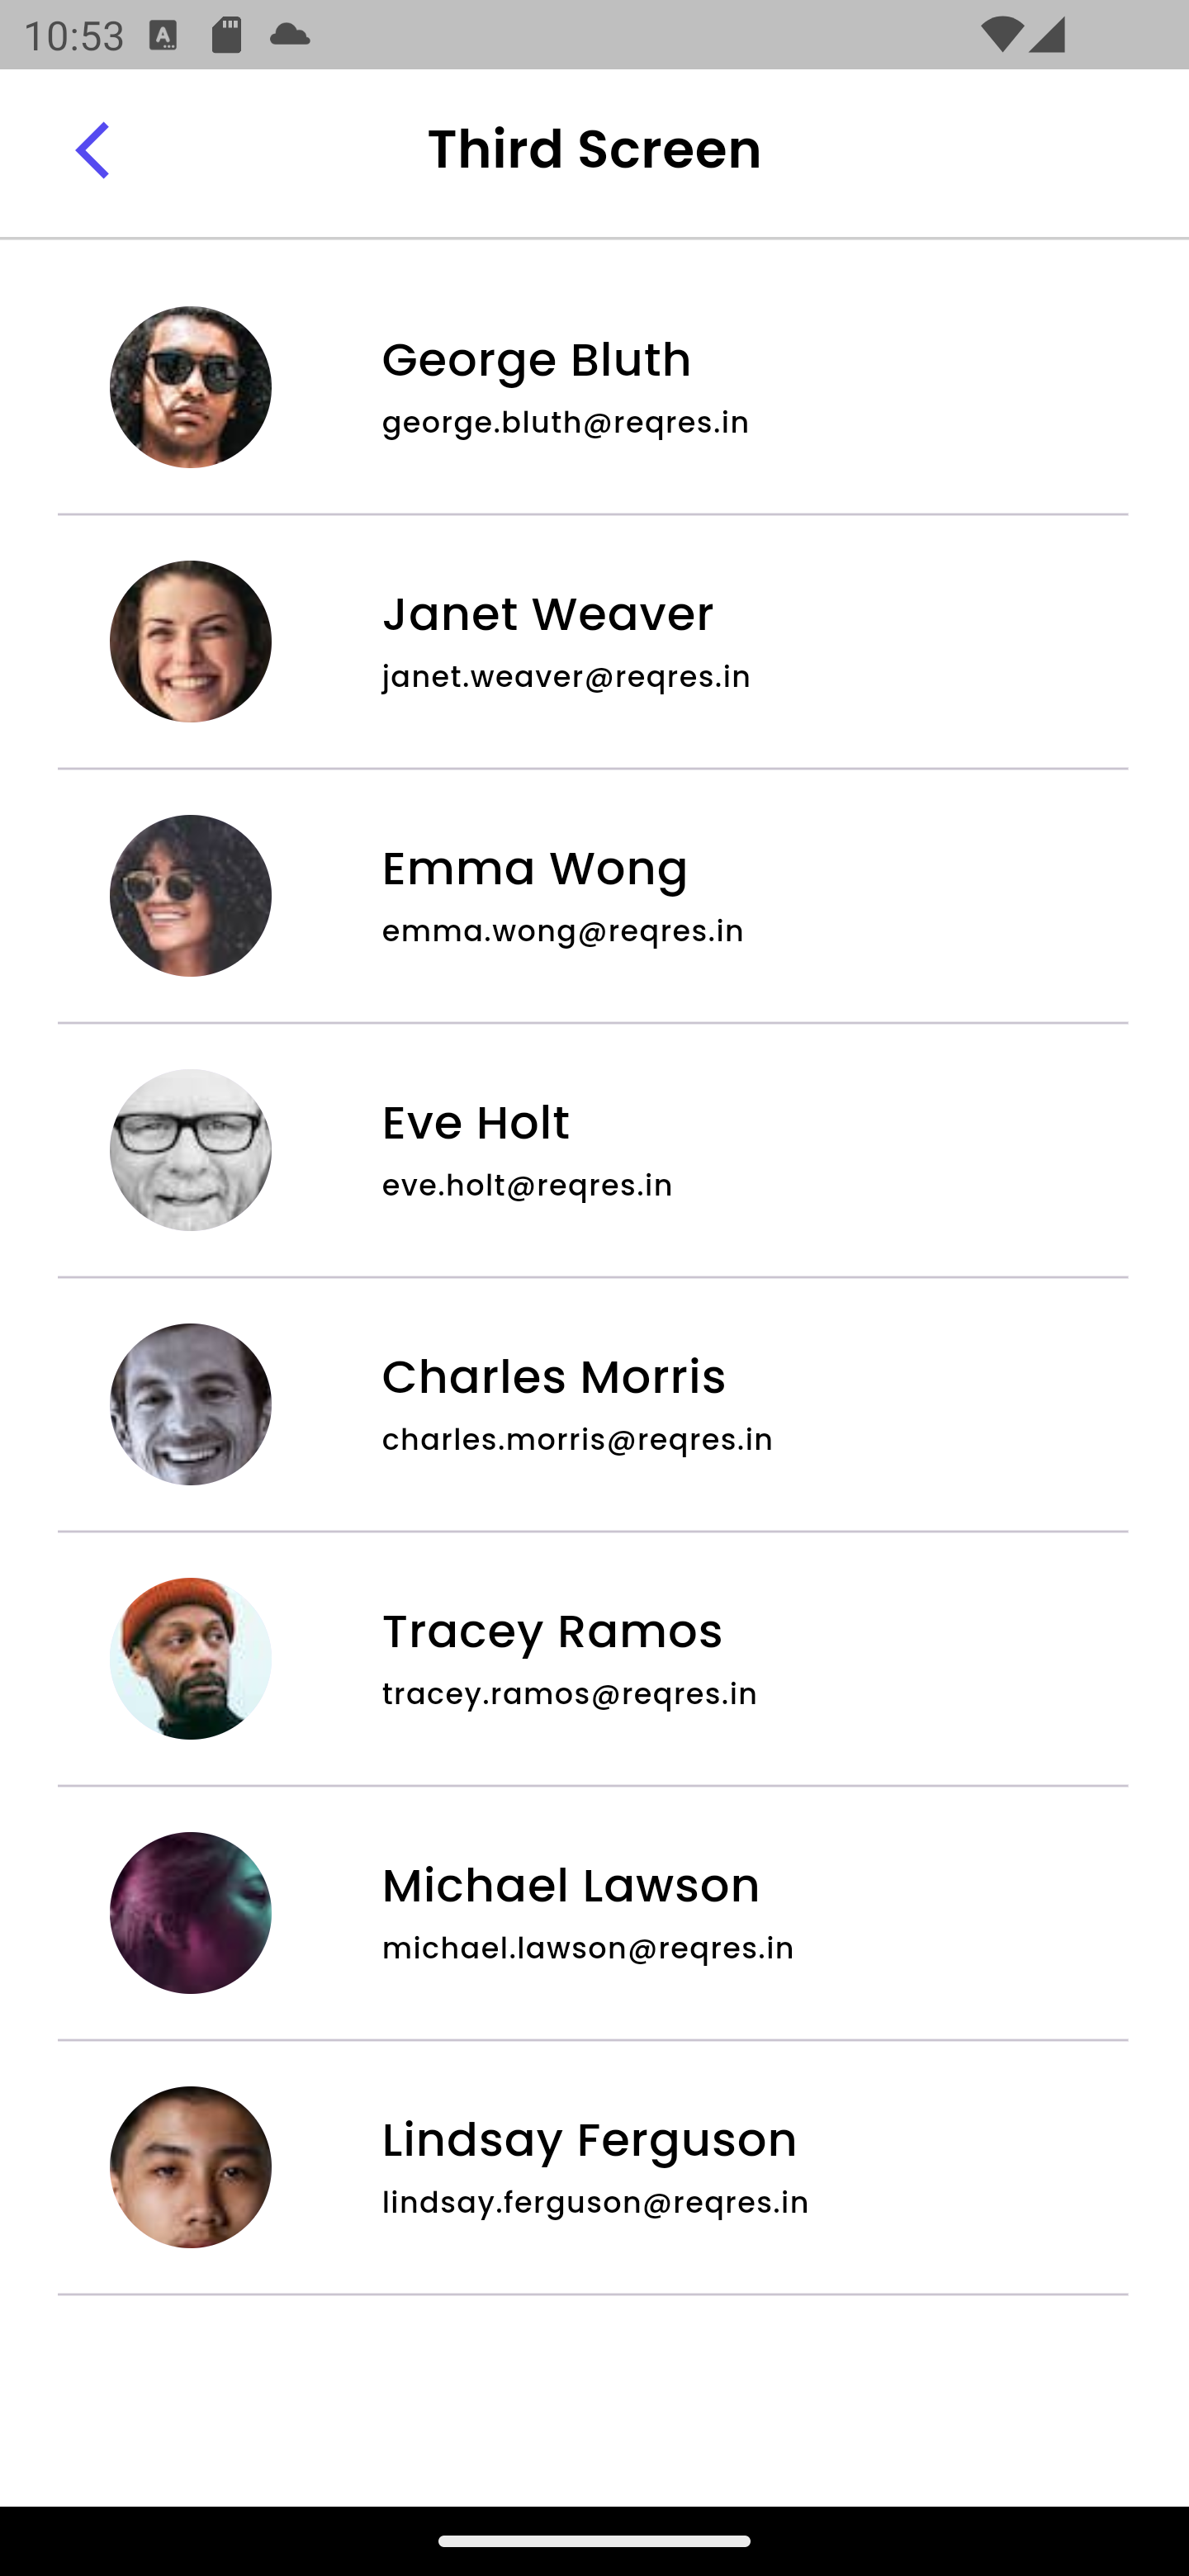 10:53
Third Screen
George Bluth
george.bluth@reqres.in
Janet Weaver
janet.weaver@reqres.in
Emma Wong
emma.wong@reqres.in
Eve Holt
eve.holt@reqres.in
Charles Morris
charles.morris@reqres.in
Tracey Ramos
tracey.ramos@reqres.in
Michael Lawson
michael.lawson@reqres.in
Lindsay Ferguson
lindsay.ferguson@reqres.in